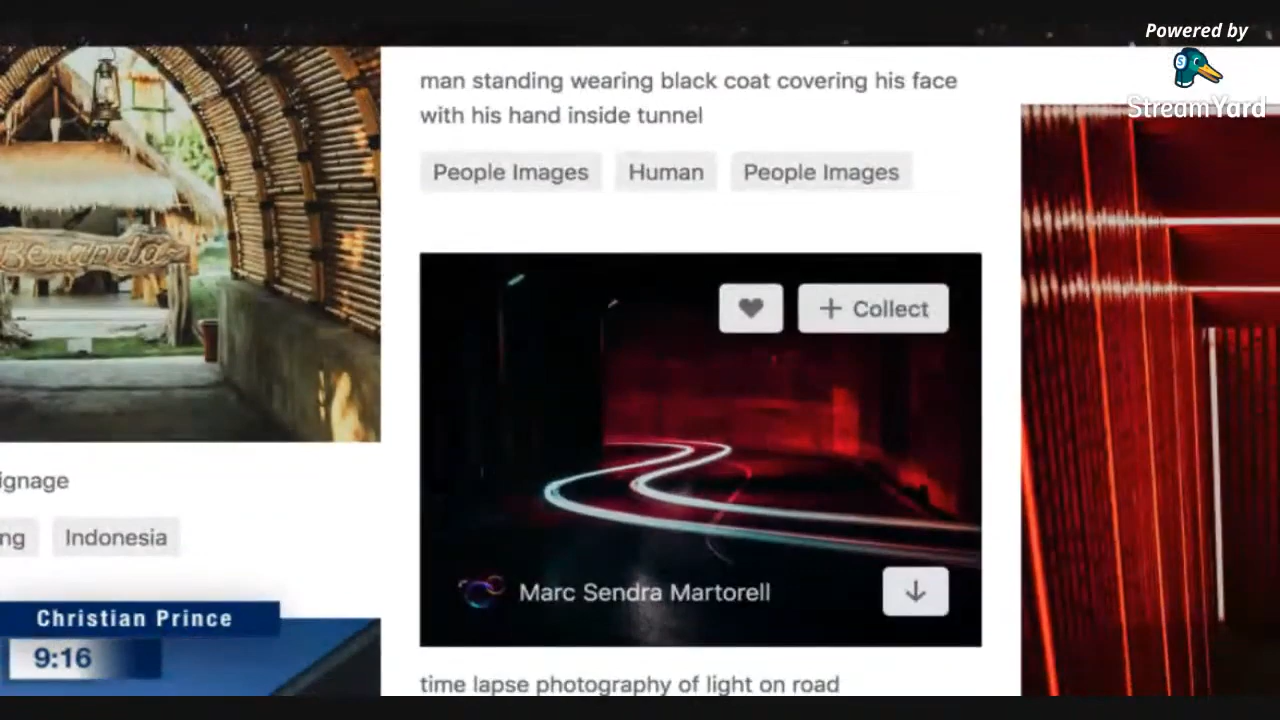 Powered by
StreamYard
man standing wearing black coat covering his face
with his hand inside tunnel
People Images
Human
People Images
Beranda
Collect
ignage
ng
Indonesia
Marc Sendra Martorell
Christian Prince
9:16
time lapse photography of light on road